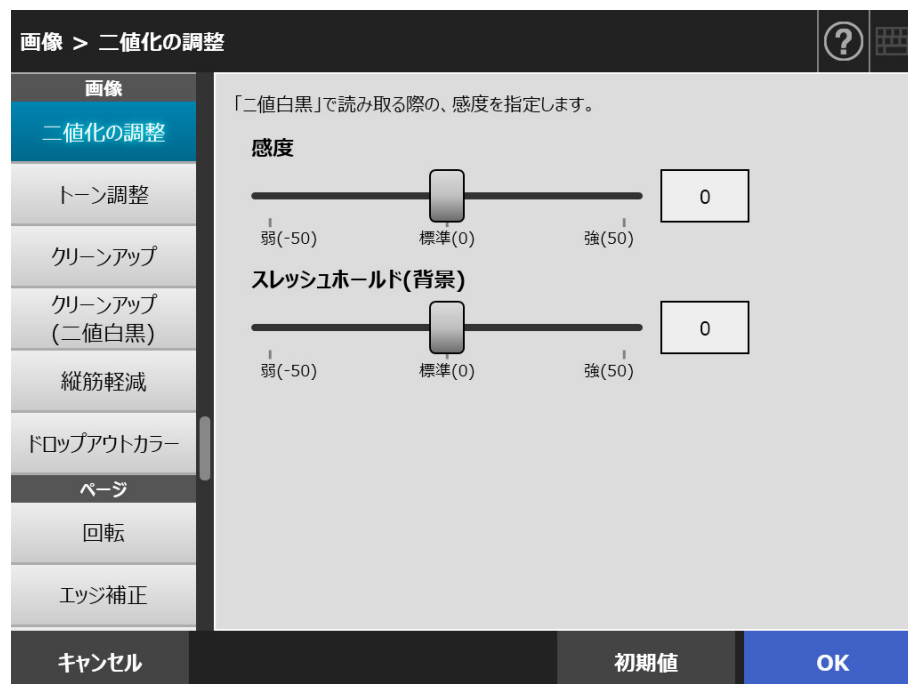 画像 > 二値化の調整
?
画像
二値化の調整
トーン調整
クリーンアップ
クリーンアップ
(二値白黒)
縦筋軽減
ドロップアウトカラー
ページ
回転
エッジ補正
「二値白黒」で読み取る際の、感度を指定します。
感度
0
弱(-50) 標準(0) 強(50)
スレッシュホールド(背景)
0
弱(-50) 標準(0) 強(50)
キャンセル 初期値 OK